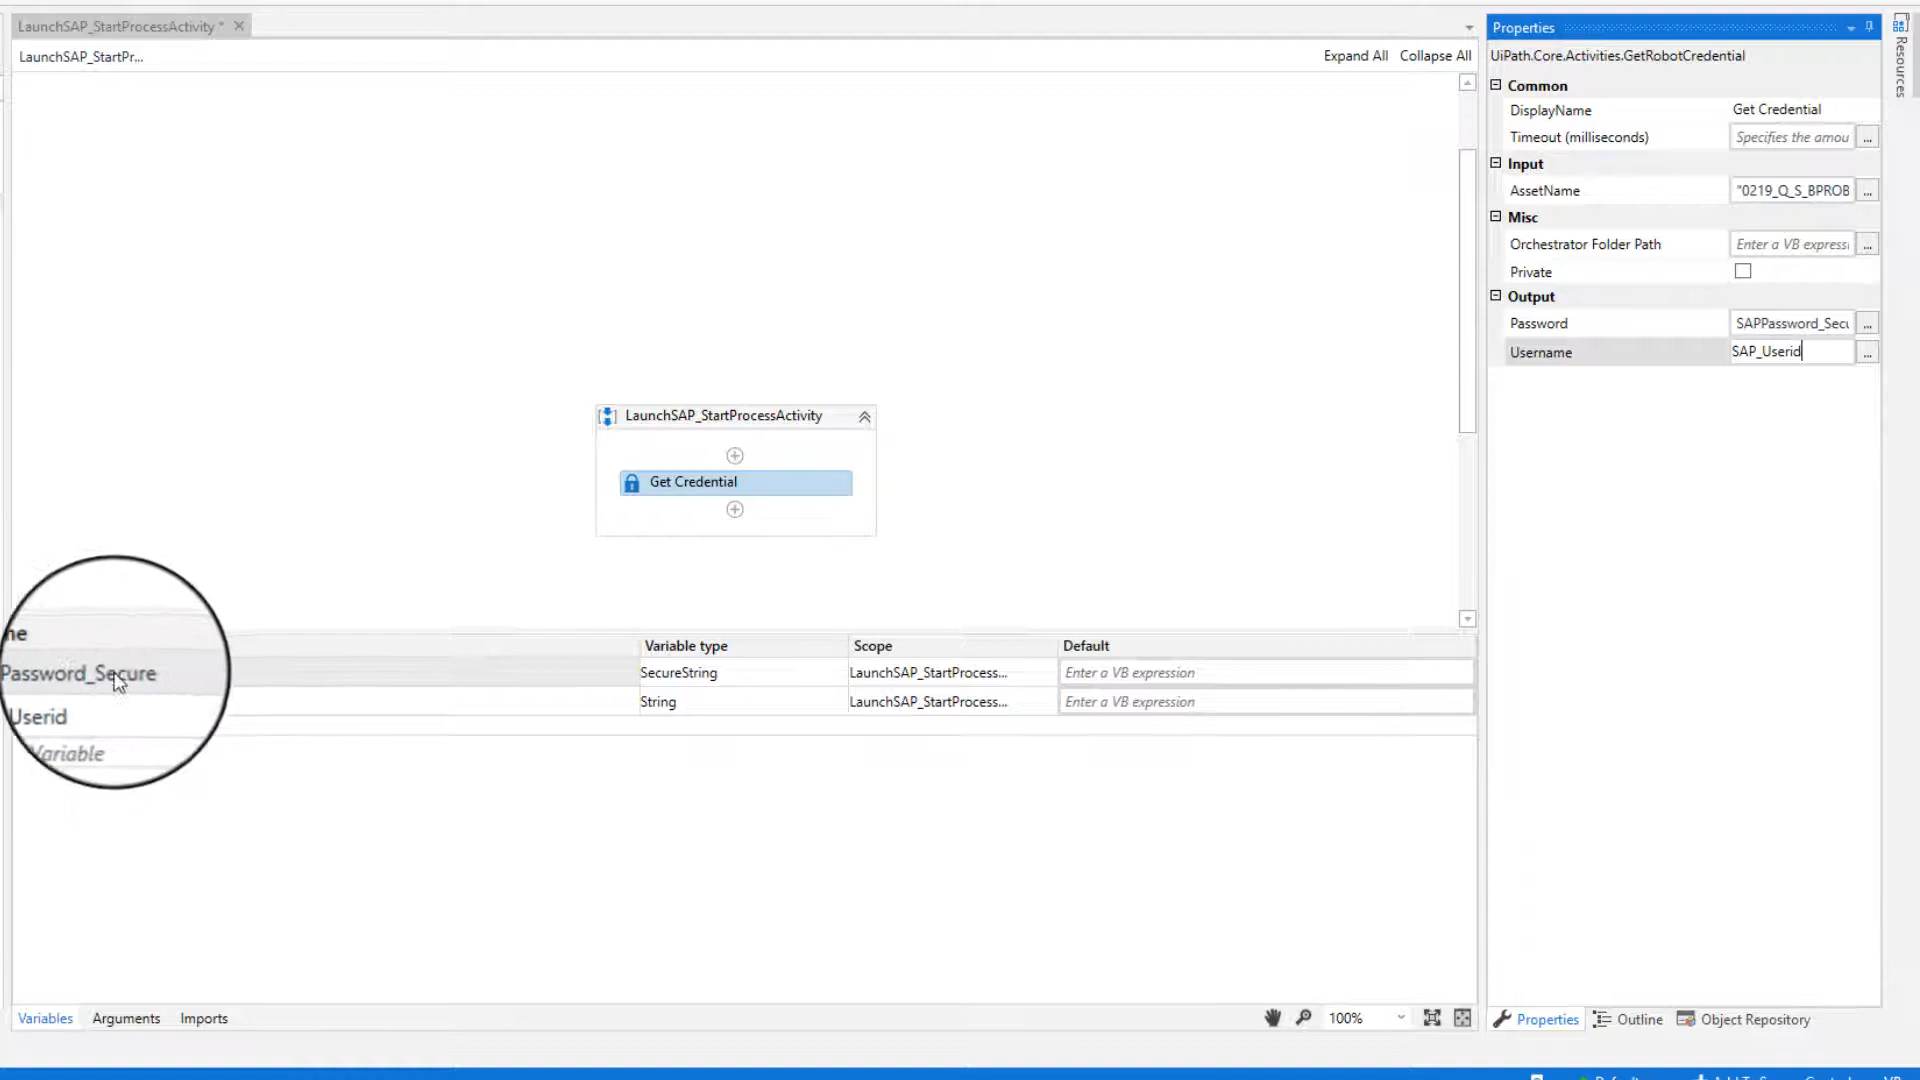 LaunchSAP_StartProcessActivity *
LaunchSAP_StartPr...
Expand All Collapse All
LaunchSAP_StartProcessActivity
Get Credential
Variable type Scope Default
Password_Secure SecureString LaunchSAP_StartProcess... Enter a VB expression
Userid String LaunchSAP_StartProcess... Enter a VB expression
Variable
Variables Arguments Imports
100%
Properties
UiPath.Core.Activities.GetRobotCredential
Common
DisplayName Get Credential
Timeout (milliseconds) Specifies the amou ...
Input
AssetName "0219_Q_S_BPROB ...
Misc
Orchestrator Folder Path Enter a VB express ...
Private
Output
Password SAPPassword_Secu ...
Username SAP_Userid ...
Properties Outline Object Repository
Resources